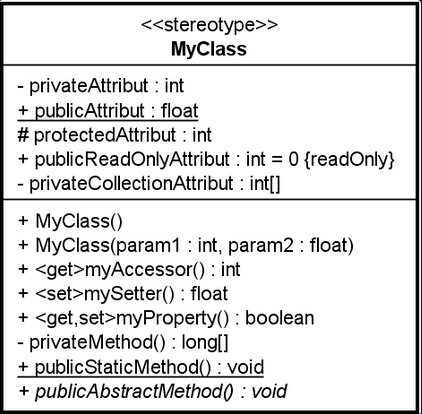 <<stereotype>>
MyClass
- privateAttribut : int
+ publicAttribut : float
# protectedAttribut : int
+ publicReadOnlyAttribut : int = 0 {readOnly}
- privateCollectionAttribut : int[]
+ MyClass()
+ MyClass(param1 : int, param2 : float)
+ <get>myAccessor() : int
+ <set>mySetter() : float
+ <get,set>myProperty() : boolean
- privateMethod() : long[]
+ publicStaticMethod() : void
+ publicAbstractMethod() : void